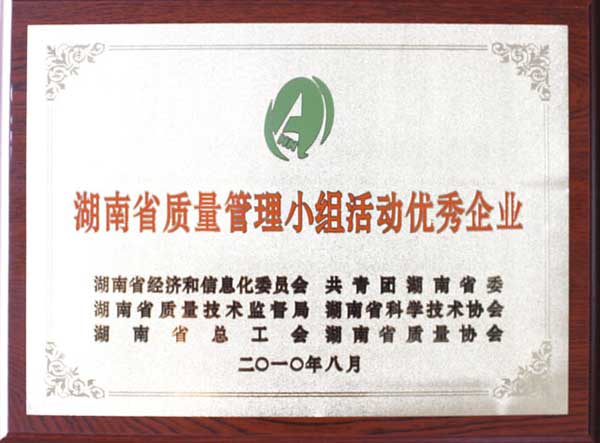 湖南省质量管理小组活动优秀企业
湖南省经济和信息化委员会 共青团湖南省委
湖南省质量技术监督局 湖南省科学技术协会
湖南省总工会 湖南省质量协会
二〇一〇年八月